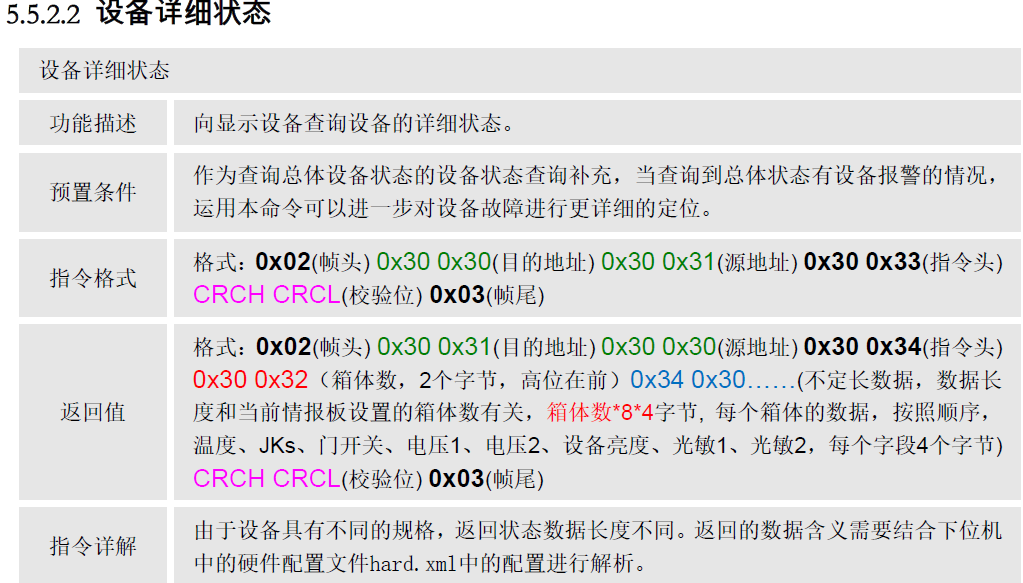 5.5.2.2 设备详细状态
设备详细状态
功能描述
向显示设备查询设备的详细状态。
预置条件
作为查询总体设备状态的设备状态查询补充，当查询到总体状态有设备报警的情况，
运用本命令可以进一步对设备故障进行更详细的定位。
指令格式
格式：0x02(帧头) 0x30 0x30(目的地址) 0x30 0x31(源地址) 0x30 0x33(指令头)
CRCH CRCL(校验位) 0x03(帧尾)
返回值
格式：0x02(帧头) 0x30 0x31(目的地址) 0x30 0x30(源地址) 0x30 0x34(指令头)
0x30 0x32（箱体数，2个字节，高位在前）0x34 0x30……(不定长数据，数据长
度和当前情报板设置的箱体数有关，箱体数*8*4字节, 每个箱体的数据，按照顺序，
温度、JKs、门开关、电压1、电压2、设备亮度、光敏1、光敏2，每个字段4个字节)
CRCH CRCL(校验位) 0x03(帧尾)
指令详解
由于设备具有不同的规格，返回状态数据长度不同。返回的数据含义需要结合下位机
中的硬件配置文件hard.xml中的配置进行解析。